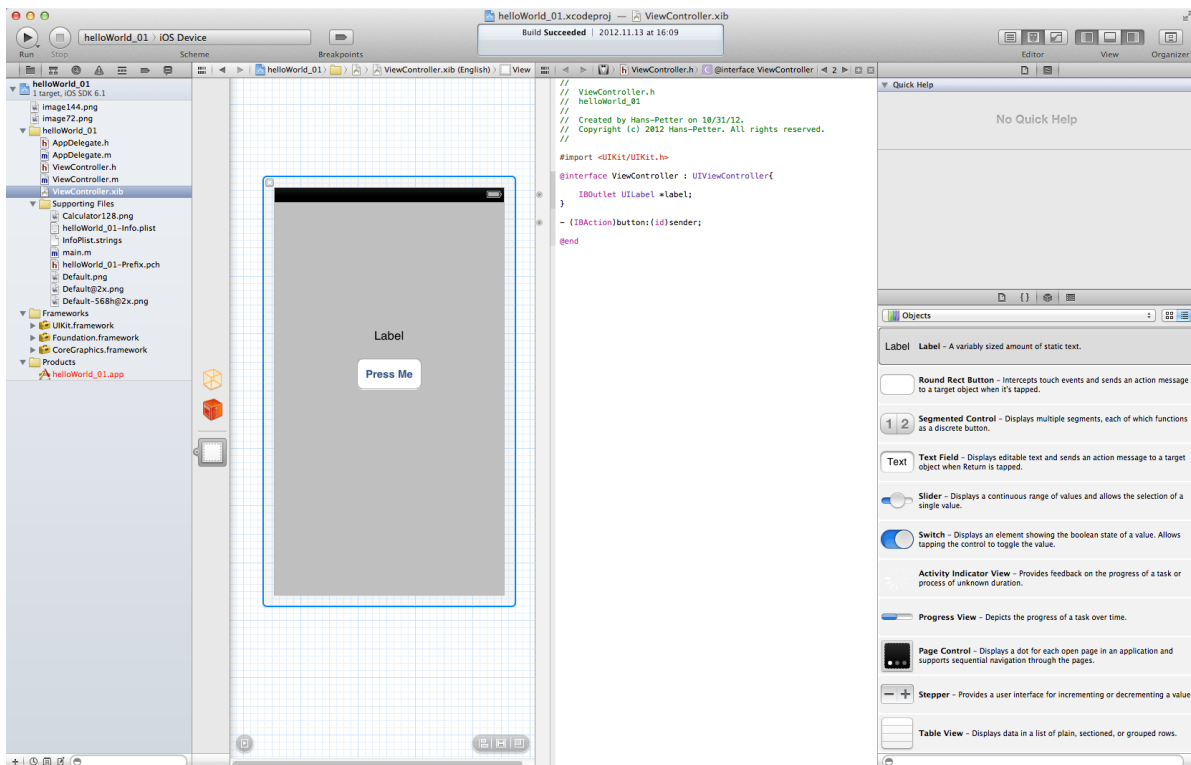 helloWorld_01.xcodeproj — ViewController.xib
helloWorld_01 〉 iOS Device
Build Succeeded | 2012.11.13 at 16:09
Run Stop Scheme Breakpoints Editor View Organizer
helloWorld_01 〉 〉 〉 ViewController.xib (English) 〉 View
ViewController.h 〉 C @interface ViewController 2
helloWorld_01
1 target, iOS SDK 6.1
image144.png
image72.png
helloWorld_01
h AppDelegate.h
m AppDelegate.m
h ViewController.h
m ViewController.m
ViewController.xib
Supporting Files
Calculator128.png
helloWorld_01-Info.plist
InfoPlist.strings
m main.m
h helloWorld_01-Prefix.pch
Default.png
Default@2x.png
Default-568h@2x.png
Frameworks
UIKit.framework
Foundation.framework
CoreGraphics.framework
Products
helloWorld_01.app
Label
Press Me
//
// ViewController.h
// helloWorld_01
//
// Created by Hans-Petter on 10/31/12.
// Copyright (c) 2012 Hans-Petter. All rights reserved.
//
#import <UIKit/UIKit.h>
@interface ViewController : UIViewController{
IBOutlet UILabel *label;
}
- (IBAction)button:(id)sender;
@end
Quick Help
No Quick Help
{}
Objects
Label Label - A variably sized amount of static text.
Round Rect Button - Intercepts touch events and sends an action message
to a target object when it's tapped.
1 2 Segmented Control - Displays multiple segments, each of which functions
as a discrete button.
Text Text Field - Displays editable text and sends an action message to a target
object when Return is tapped.
Slider - Displays a continuous range of values and allows the selection of a
single value.
Switch - Displays an element showing the boolean state of a value. Allows
tapping the control to toggle the value.
Activity Indicator View - Provides feedback on the progress of a task or
process of unknown duration.
Progress View - Depicts the progress of a task over time.
Page Control - Displays a dot for each open page in an application and
supports sequential navigation through the pages.
Stepper - Provides a user interface for incrementing or decrementing a value
Table View - Displays data in a list of plain, sectioned, or grouped rows.